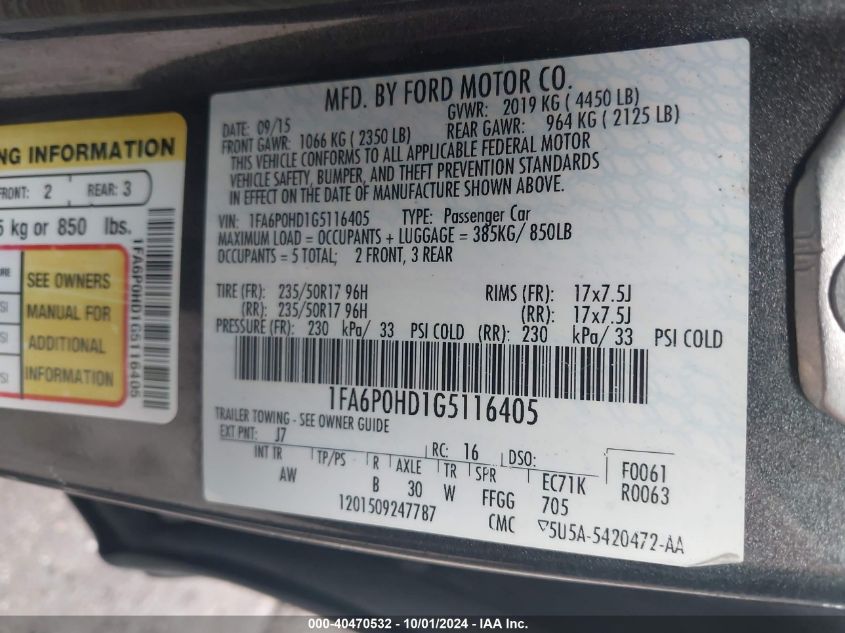 NG INFORMATION
FRONT: 2 REAR: 3
5 kg or 850 lbs.
SEE OWNERS
MANUAL FOR
ADDITIONAL
INFORMATION
1FA6P0HD1G5116405
MFD. BY FORD MOTOR CO.
DATE: 09/15 GVWR: 2019 KG ( 4450 LB)
FRONT GAWR: 1066 KG ( 2350 LB) REAR GAWR: 964 KG ( 2125 LB)
THIS VEHICLE CONFORMS TO ALL APPLICABLE FEDERAL MOTOR
VEHICLE SAFETY, BUMPER, AND THEFT PREVENTION STANDARDS
IN EFFECT ON THE DATE OF MANUFACTURE SHOWN ABOVE.
VIN: 1FA6P0HD1G5116405 TYPE: Passenger Car
MAXIMUM LOAD = OCCUPANTS + LUGGAGE = 385KG/ 850LB
OCCUPANTS = 5 TOTAL; 2 FRONT, 3 REAR
TIRE (FR): 235/50R17 96H RIMS (FR): 17x7.5J
(RR): 235/50R17 96H (RR): 17x7.5J
PRESSURE (FR): 230 kPa/ 33 PSI COLD (RR): 230 kPa/ 33 PSI COLD
1FA6P0HD1G5116405
TRAILER TOWING - SEE OWNER GUIDE
EXT PNT: J7 RC: 16 DSO: F0061
INT TR TP/PS R AXLE TR SPR EC71K R0063
AW B 30 W FFGG 705
1201509247787 CMC 5U5A-5420472-AA
000-40470532 - 10/01/2024 - IAAI.COM/CA/INC.